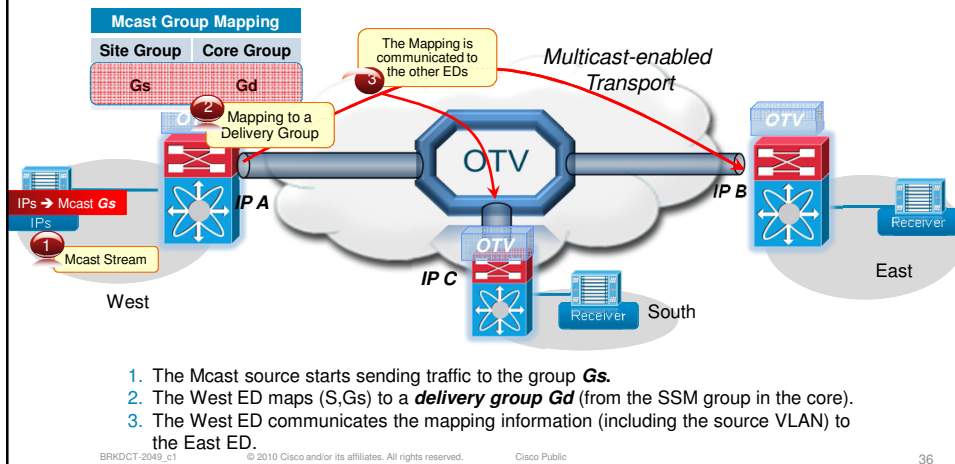 Mcast Group Mapping
Site Group
Core Group
Gs
Gd
The Mapping is
communicated to
the other EDs
3
Multicast-enabled
Transport
2
Mapping to a
Delivery Group
OTV
OTV
OTV
IP A
IP B
IPs → Mcast Gs
IPs
1
Mcast Stream
West
OTV
IP C
Receiver
South
Receiver
East
1. The Mcast source starts sending traffic to the group Gs.
2. The West ED maps (S,Gs) to a delivery group Gd (from the SSM group in the core).
3. The West ED communicates the mapping information (including the source VLAN) to
the East ED.
BRKDCT-2049_c1 © 2010 Cisco and/or its affiliates. All rights reserved. Cisco Public 36